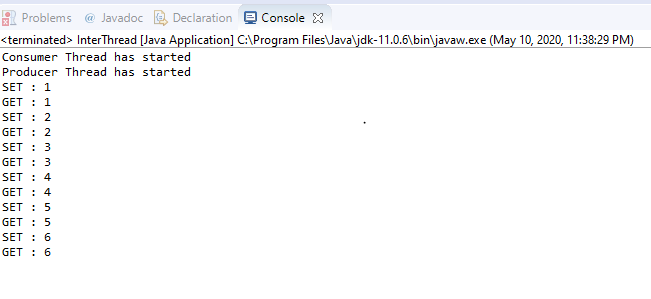 Problems @ Javadoc Declaration Console
<terminated> InterThread [Java Application] C:\Program Files\Java\jdk-11.0.6\bin\javaw.exe (May 10, 2020, 11:38:29 PM)
Consumer Thread has started
Producer Thread has started
SET : 1
GET : 1
SET : 2
GET : 2
SET : 3
GET : 3
SET : 4
GET : 4
SET : 5
GET : 5
SET : 6
GET : 6